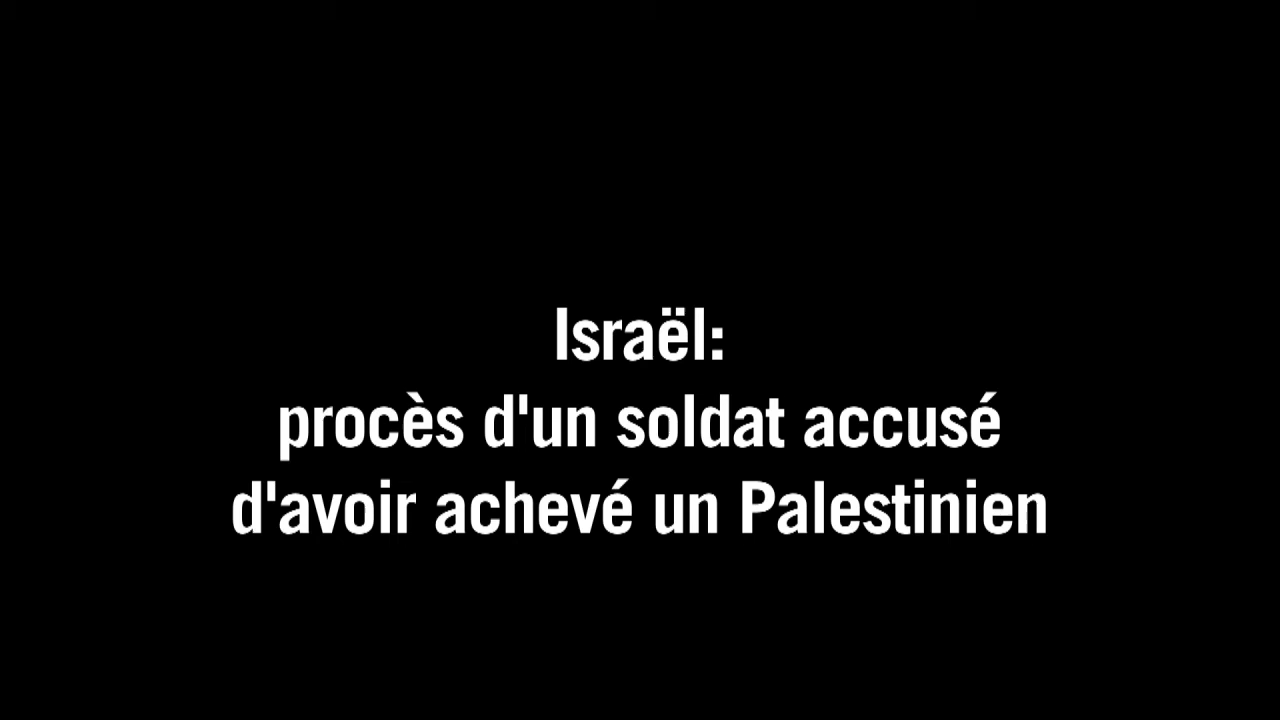 Israël:
procès d'un soldat accusé
d'avoir achevé un Palestinien